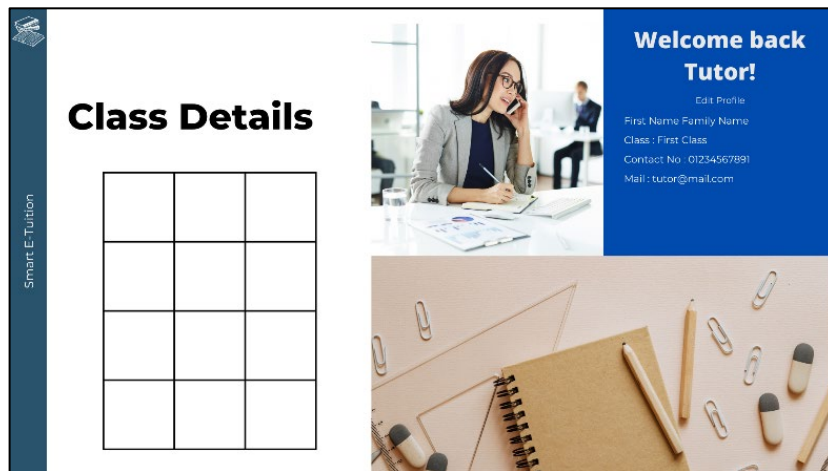 Smart E-Tuition
Class Details
Welcome back
Tutor!
Edit Profile
First Name Family Name
Class : First Class
Contact No : 01234567891
Mail : tutor@mail.com